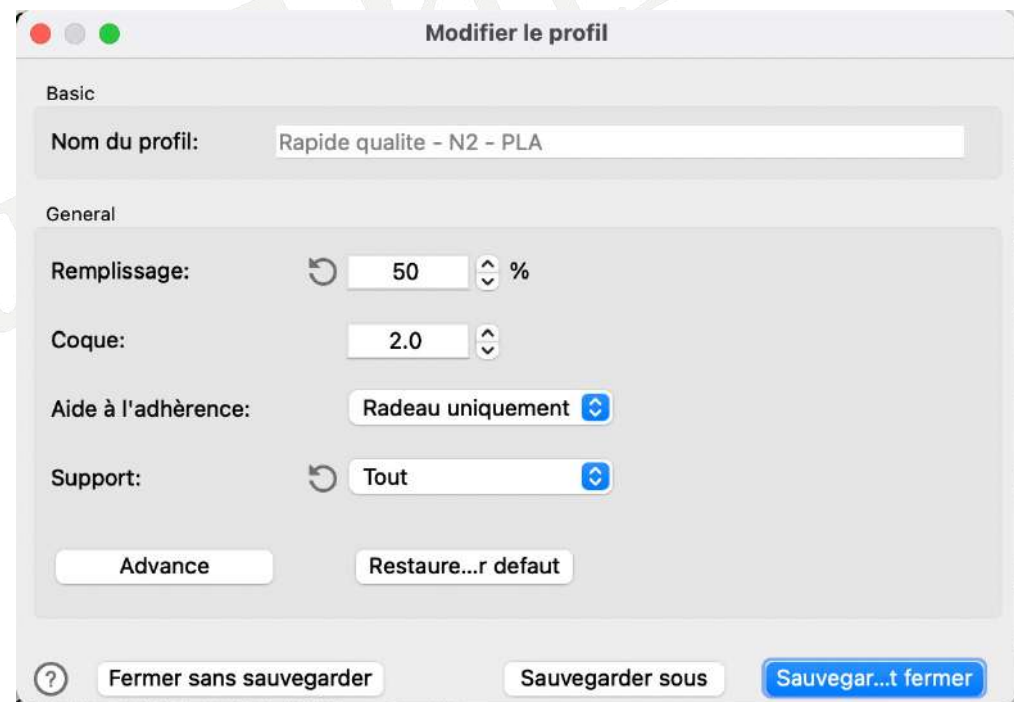 Modifier le profil
Basic
Nom du profil: Rapide qualite - N2 - PLA
General
Remplissage: 50 %
Coque: 2.0
Aide à l'adhèrence: Radeau uniquement
Support: Tout
Advance Restaure...r defaut
? Fermer sans sauvegarder Sauvegarder sous Sauvegar...t fermer